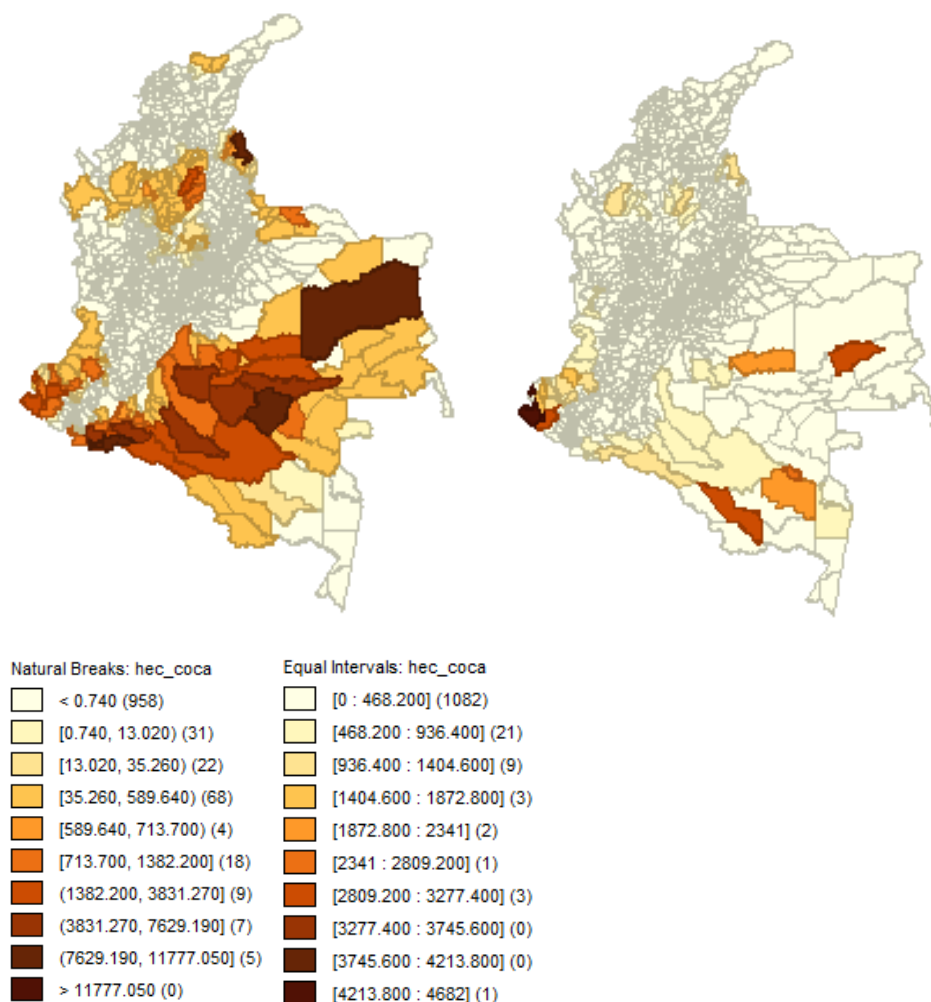 Natural Breaks: hec_coca
< 0.740 (958)
[0.740, 13.020) (31)
[13.020, 35.260) (22)
[35.260, 589.640) (68)
[589.640, 713.700) (4)
[713.700, 1382.200] (18)
(1382.200, 3831.270] (9)
(3831.270, 7629.190] (7)
(7629.190, 11777.050] (5)
> 11777.050 (0)
Equal Intervals: hec_coca
[0 : 468.200] (1082)
[468.200 : 936.400] (21)
[936.400 : 1404.600] (9)
[1404.600 : 1872.800] (3)
[1872.800 : 2341] (2)
[2341 : 2809.200] (1)
[2809.200 : 3277.400] (3)
[3277.400 : 3745.600] (0)
[3745.600 : 4213.800] (0)
[4213.800 : 4682] (1)